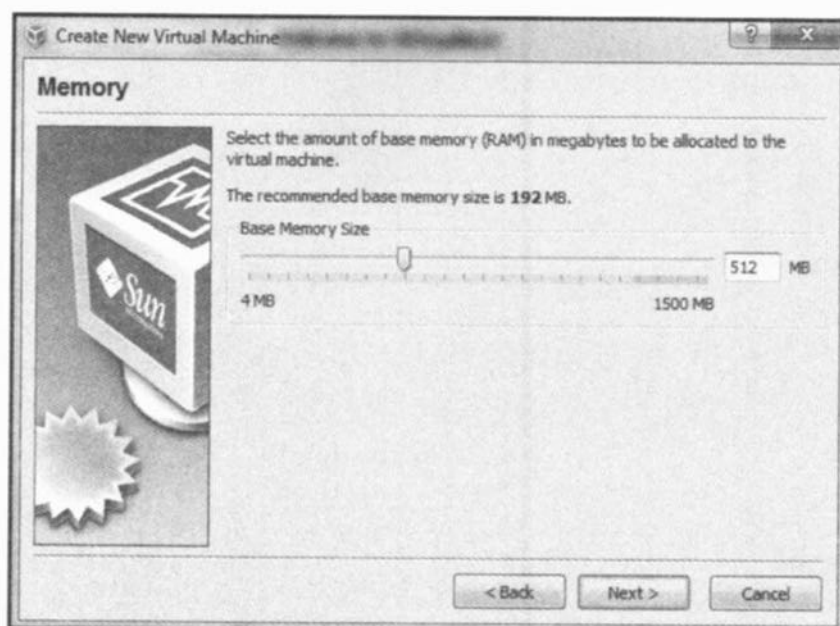 Create New Virtual Machine
Memory
Select the amount of base memory (RAM) in megabytes to be allocated to the
virtual machine.
The recommended base memory size is 192 MB.
Base Memory Size
512 MB
4 MB
1500 MB
Sun
< Back
Next >
Cancel